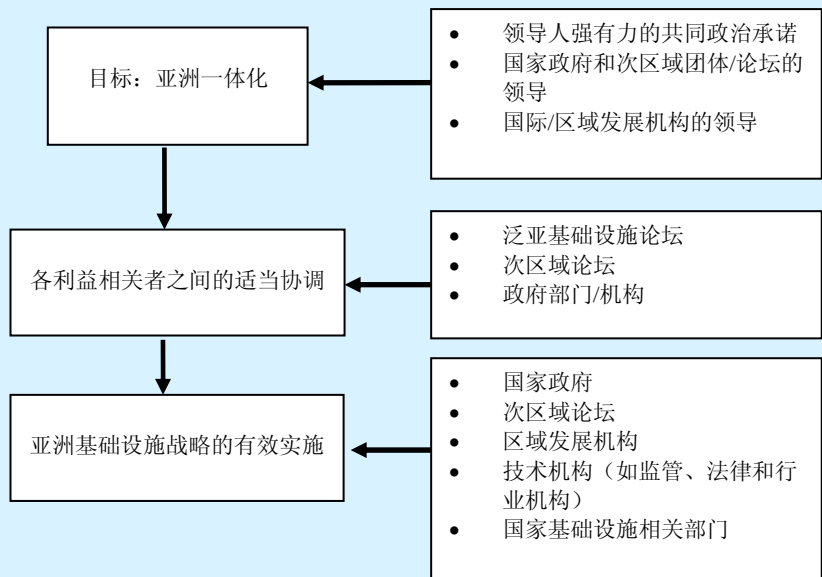 目标：亚洲一体化
• 领导人强有力的共同政治承诺
• 国家政府和次区域团体/论坛的
领导
• 国际/区域发展机构的领导
各利益相关者之间的适当协调
• 泛亚基础设施论坛
• 次区域论坛
• 政府部门/机构
亚洲基础设施战略的有效实施
• 国家政府
• 次区域论坛
• 区域发展机构
• 技术机构（如监管、法律和行
业机构）
• 国家基础设施相关部门